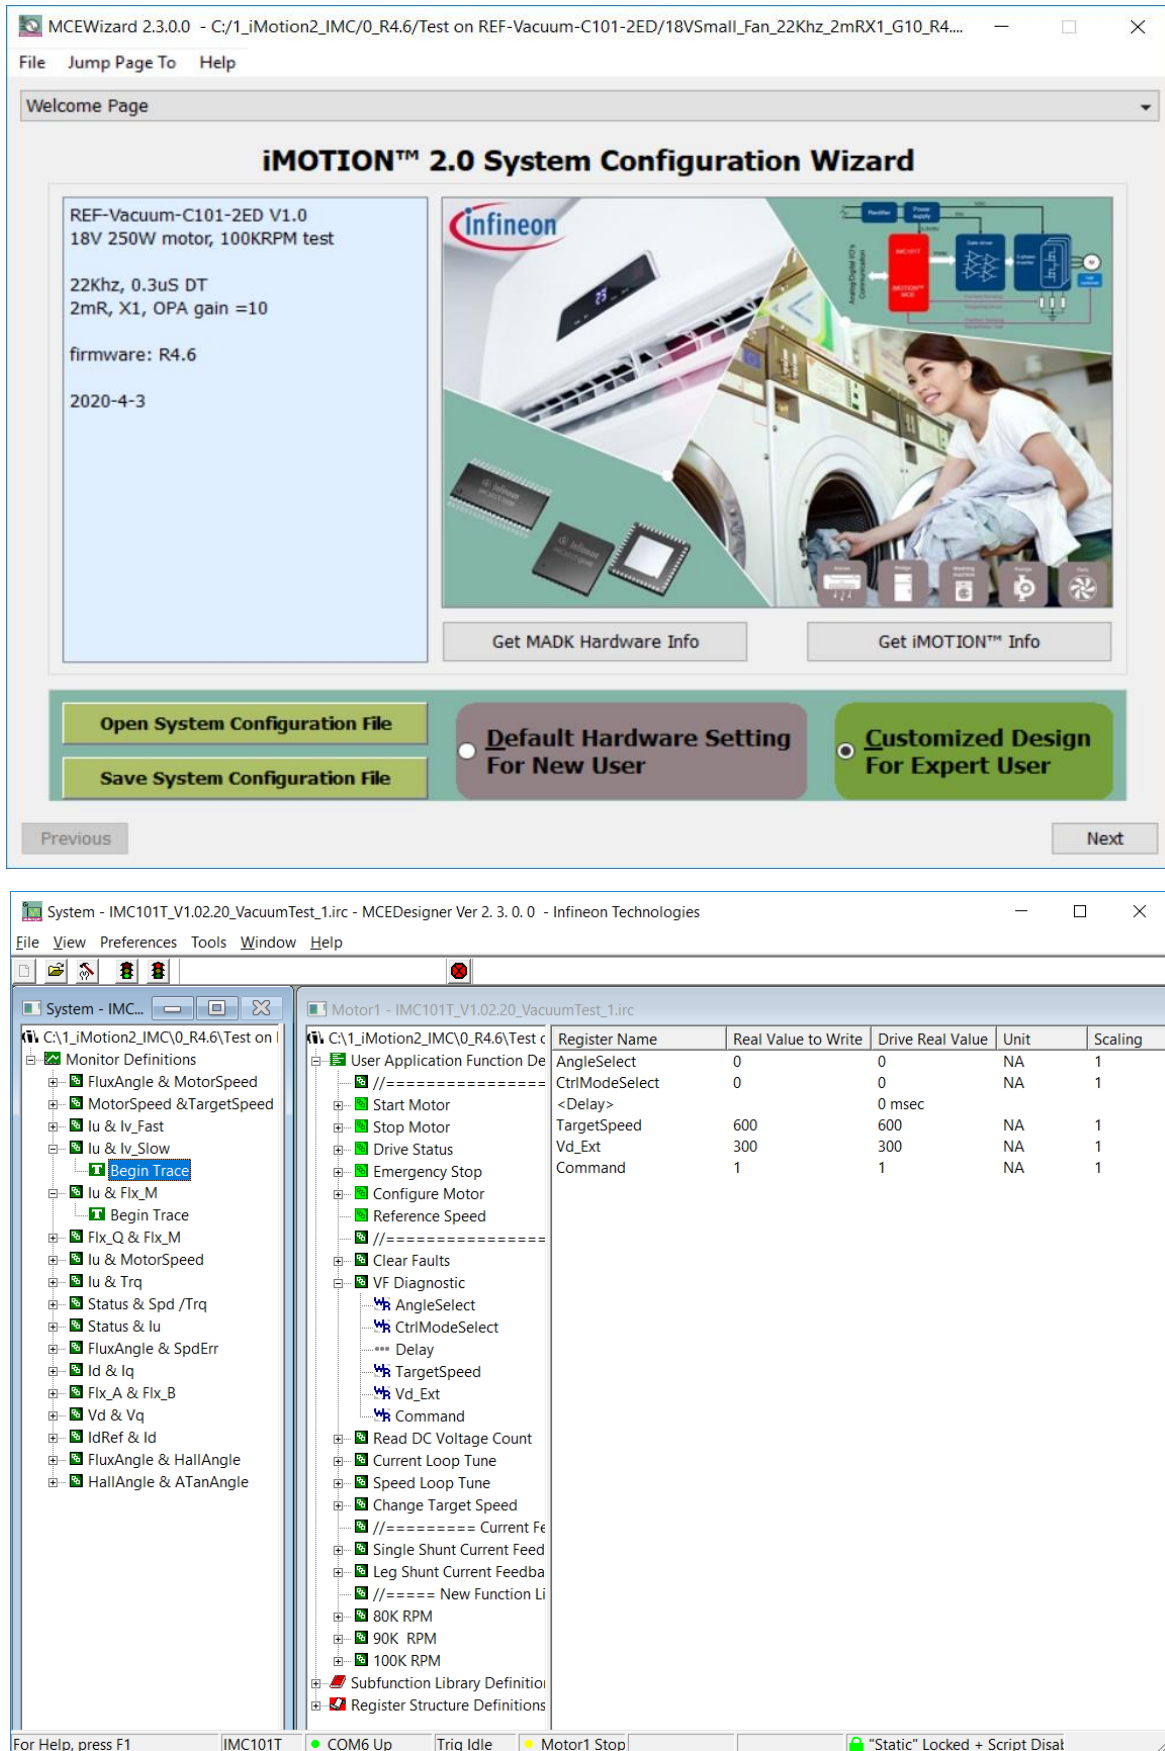 MCEWizard 2.3.0.0 - C:/1_iMotion2_IMC/0_R4.6/Test on REF-Vacuum-C101-2ED/18VSmall_Fan_22Khz_2mRX1_G10_R4....
File Jump Page To Help
Welcome Page
iMOTION™ 2.0 System Configuration Wizard
REF-Vacuum-C101-2ED V1.0
18V 250W motor, 100KRPM test
22Khz, 0.3uS DT
2mR, X1, OPA gain =10
firmware: R4.6
2020-4-3
infineon
Rectifier
Power supply
Gate driver
IMC101T
iMOTION™ MCE
Analog/Digital I/O's
Communication
M
Get MADK Hardware Info
Get iMOTION™ Info
Open System Configuration File
Save System Configuration File
Default Hardware Setting
For New User
Customized Design
For Expert User
Previous
Next
System - IMC101T_V1.02.20_VacuumTest_1.irc - MCEDesigner Ver 2. 3. 0. 0 - Infineon Technologies
File View Preferences Tools Window Help
System - IMC...
C:\1_iMotion2_IMC\0_R4.6\Test on
Monitor Definitions
FluxAngle & MotorSpeed
MotorSpeed &TargetSpeed
Iu & Iv_Fast
Iu & Iv_Slow
Begin Trace
Iu & Flx_M
Begin Trace
Flx_Q & Flx_M
Iu & MotorSpeed
Iu & Trq
Status & Spd /Trq
Status & Iu
FluxAngle & SpdErr
Id & Iq
Flx_A & Flx_B
Vd & Vq
IdRef & Id
FluxAngle & HallAngle
HallAngle & ATanAngle
Motor1 - IMC101T_V1.02.20_VacuumTest_1.irc
C:\1_iMotion2_IMC\0_R4.6\Test c
User Application Function De
//================
Start Motor
Stop Motor
Drive Status
Emergency Stop
Configure Motor
Reference Speed
//================
Clear Faults
VF Diagnostic
AngleSelect
CtrlModeSelect
Delay
TargetSpeed
Vd_Ext
Command
Read DC Voltage Count
Current Loop Tune
Speed Loop Tune
Change Target Speed
//========= Current Fe
Single Shunt Current Feed
Leg Shunt Current Feedba
//===== New Function Li
80K RPM
90K RPM
100K RPM
Subfunction Library Definition
Register Structure Definitions
Register Name Real Value to Write Drive Real Value Unit Scaling
AngleSelect 0 0 NA 1
CtrlModeSelect 0 0 NA 1
<Delay> 0 msec
TargetSpeed 600 600 NA 1
Vd_Ext 300 300 NA 1
Command 1 1 NA 1
For Help, press F1 IMC101T COM6 Up Trig Idle Motor1 Stop "Static" Locked + Script Disab